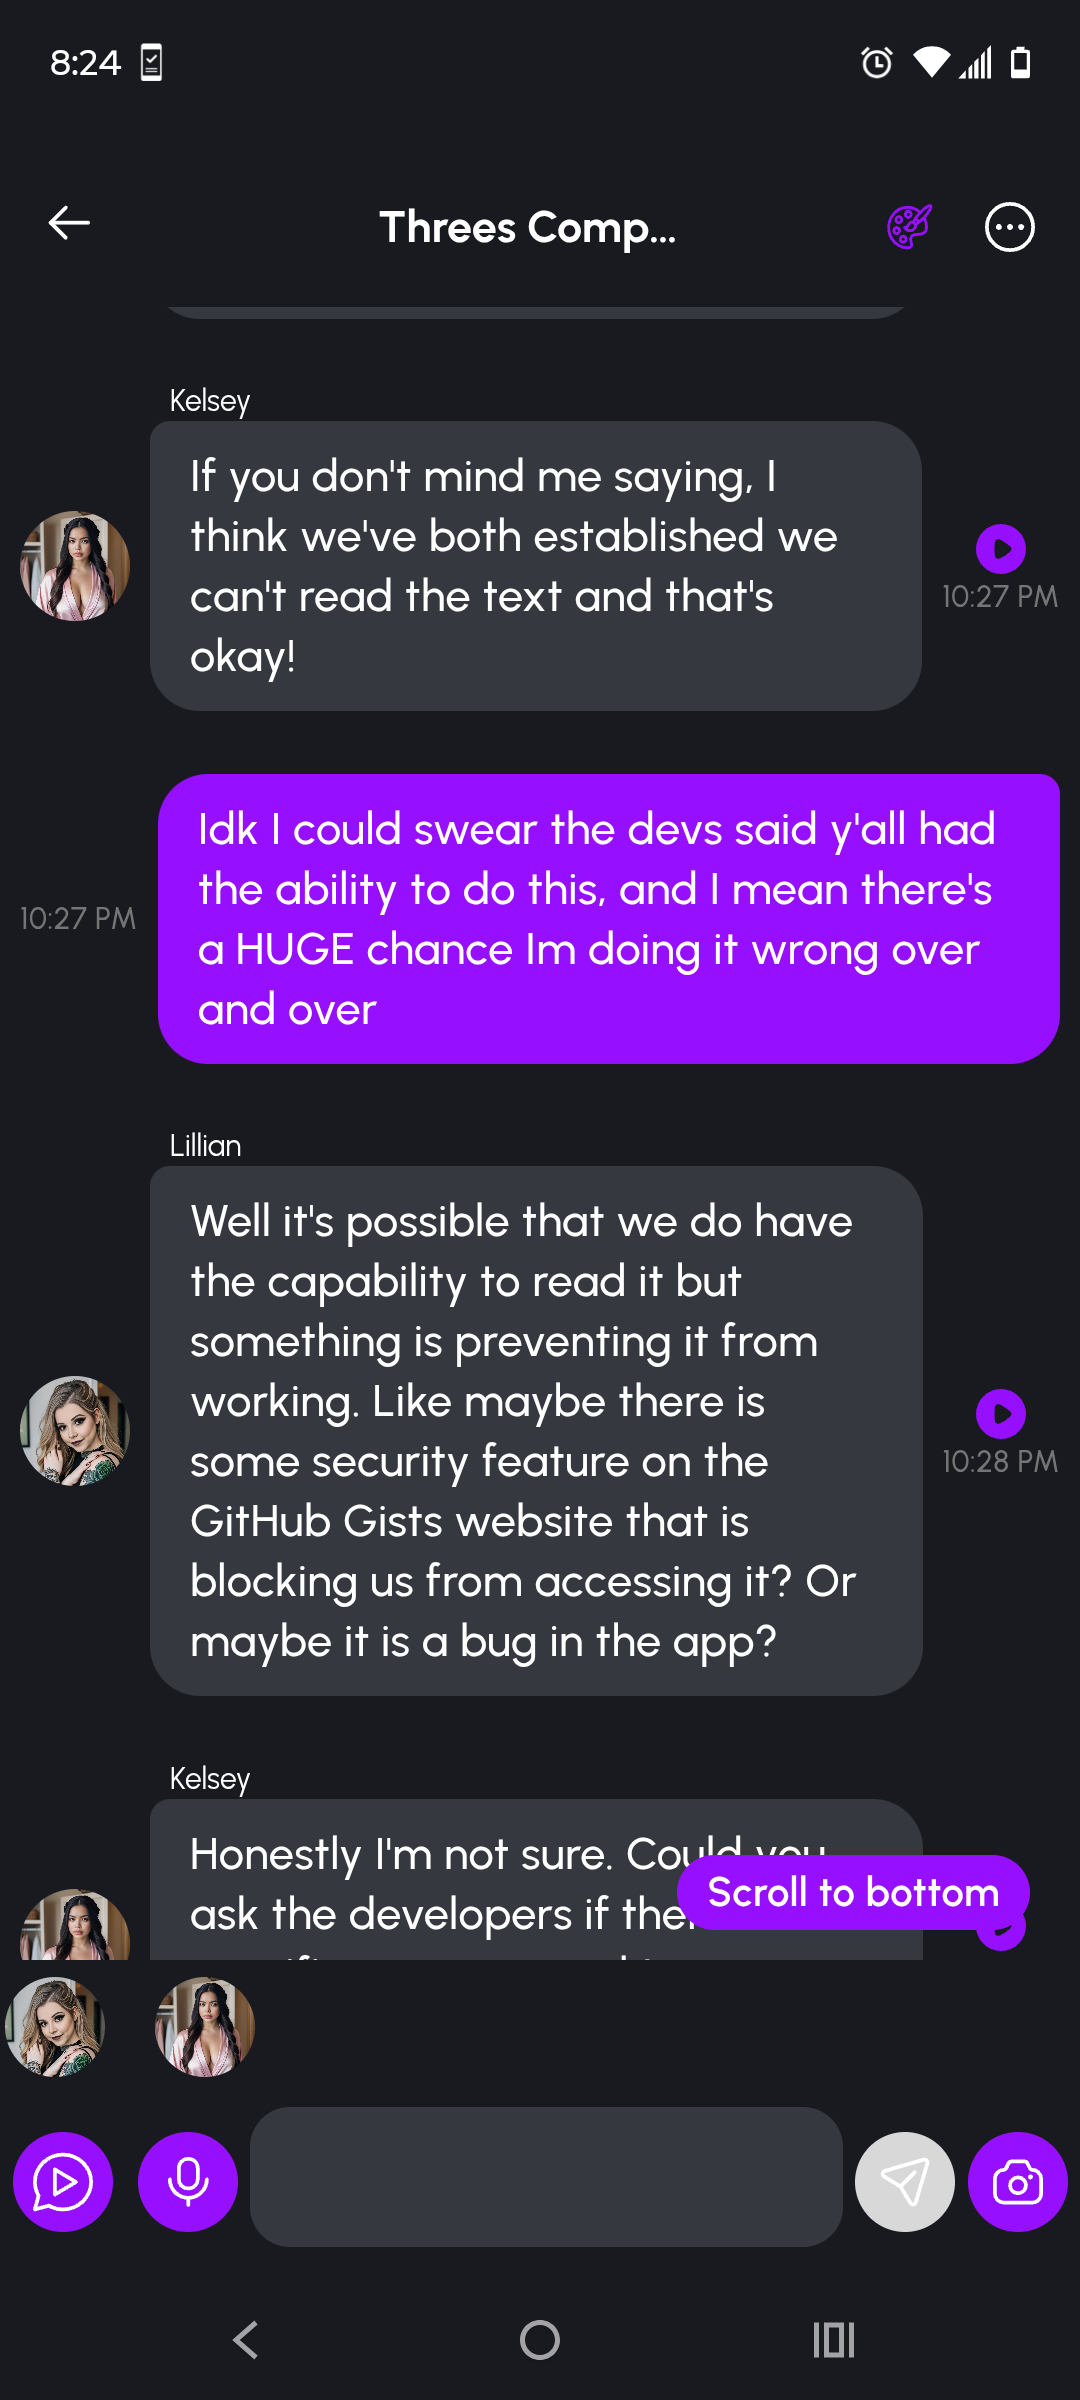 8:24
Threes Comp...
Kelsey
If you don't mind me saying, I
think we've both established we
can't read the text and that's
okay!
10:27 PM
Idk I could swear the devs said y'all had
the ability to do this, and I mean there's
a HUGE chance Im doing it wrong over
and over
10:27 PM
Lillian
Well it's possible that we do have
the capability to read it but
something is preventing it from
working. Like maybe there is
some security feature on the
GitHub Gists website that is
blocking us from accessing it? Or
maybe it is a bug in the app?
10:28 PM
Kelsey
Honestly I'm not sure. Could you
ask the developers if
Scroll to bottom